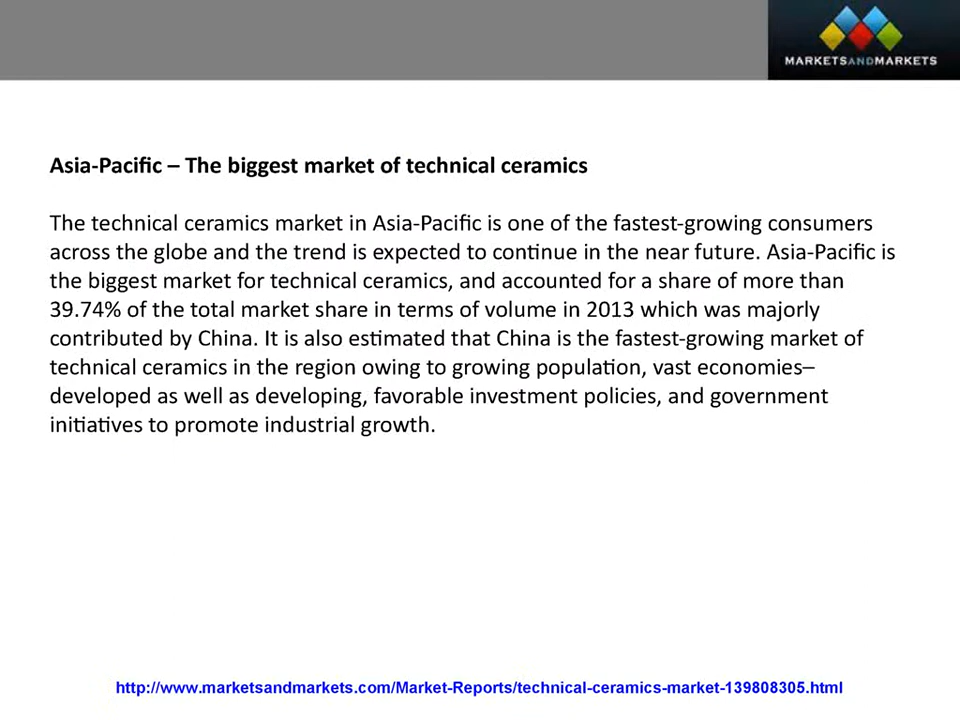 MARKETSANDMARKETS
Asia-Pacific – The biggest market of technical ceramics
The technical ceramics market in Asia-Pacific is one of the fastest-growing consumers
across the globe and the trend is expected to continue in the near future. Asia-Pacific is
the biggest market for technical ceramics, and accounted for a share of more than
39.74% of the total market share in terms of volume in 2013 which was majorly
contributed by China. It is also estimated that China is the fastest-growing market of
technical ceramics in the region owing to growing population, vast economies–
developed as well as developing, favorable investment policies, and government
initiatives to promote industrial growth.
http://www.marketsandmarkets.com/Market-Reports/technical-ceramics-market-139808305.html